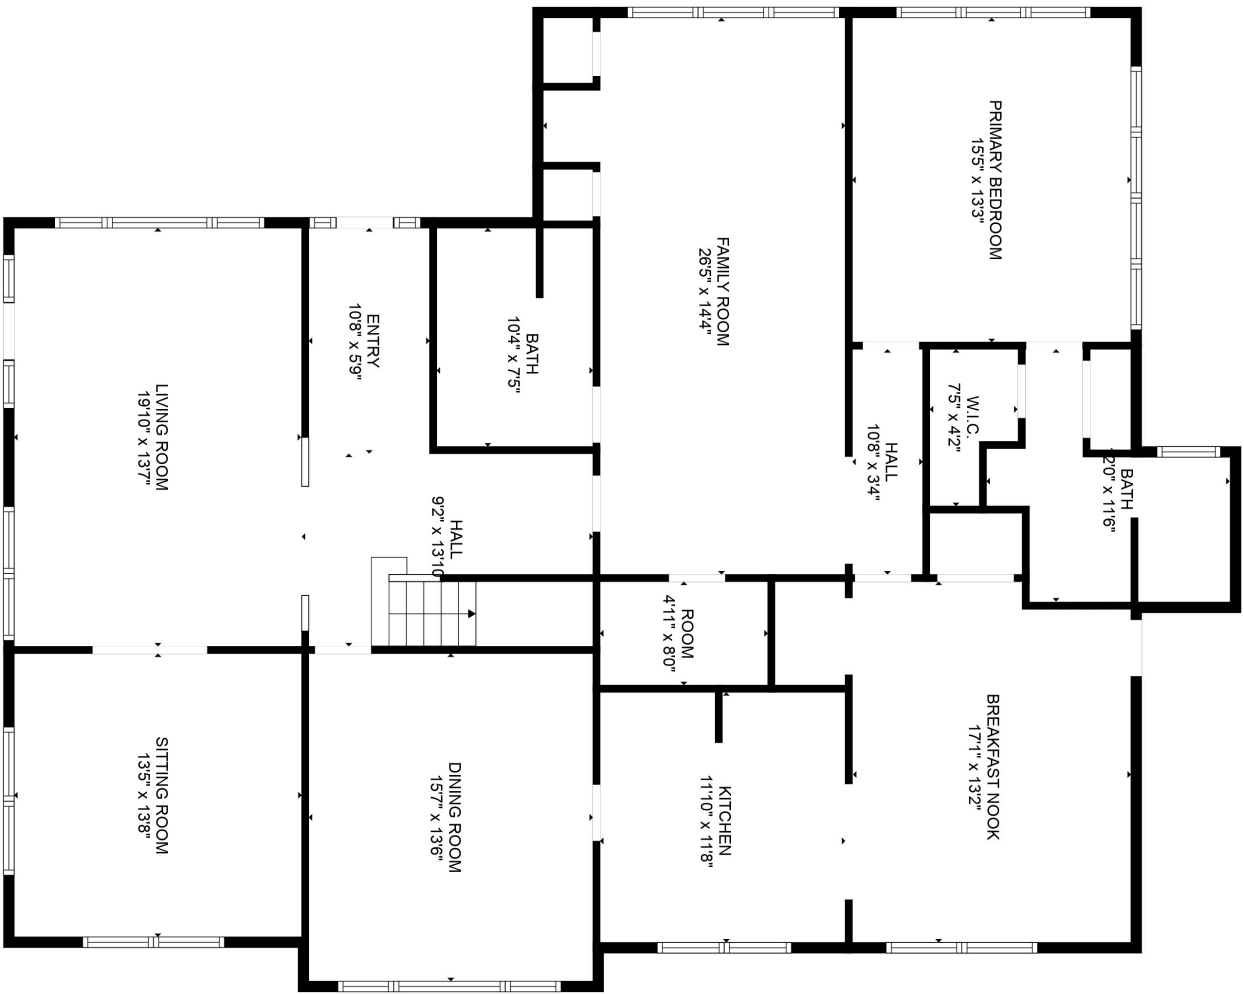 BATH
2'0" x 11'6"
PRIMARY BEDROOM
15'5" x 13'3"
BREAKFAST NOOK
17'1" x 13'2"
W.I.C.
7'5" x 4'2"
HALL
10'8" x 3'4"
FAMILY ROOM
26'5" x 14'4"
KITCHEN
11'10" x 11'8"
ROOM
4'11" x 8'0"
BATH
10'4" x 7'5"
HALL
9'2" x 13'10
DINING ROOM
15'7" x 13'6"
ENTRY
10'8" x 5'9"
LIVING ROOM
19'10" x 13'7"
SITTING ROOM
13'5" x 13'8"